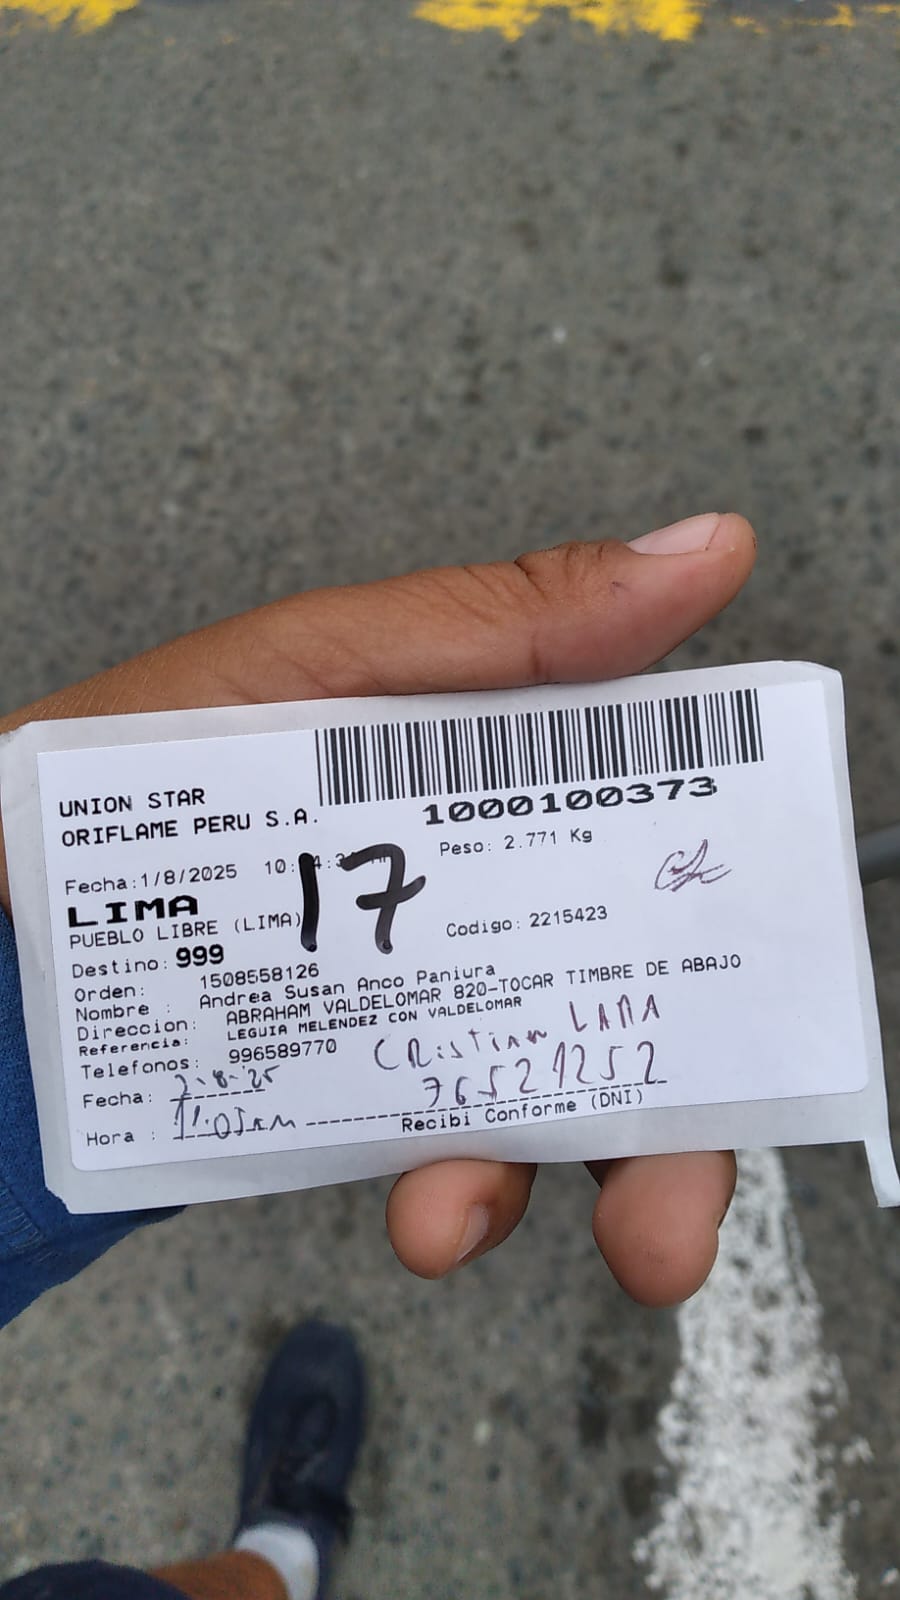 UNION STAR
ORIFLAME PERU S.A.
1000100373
Fecha:1/8/2025 10:
Peso: 2.771 Kg
17
LIMA
PUEBLO LIBRE (LIMA)
Codigo: 2215423
Destino: 999
Orden: 1508558126
Nombre : Andrea Susan Anco Paniura
Direccion: ABRAHAM VALDELOMAR 820-TOCAR TIMBRE DE ABAJO
Referencia: LEGUIA MELENDEZ CON VALDELOMAR
Telefonos: 996589770
CRistian LARA
Fecha: 2-8-25
76521252
Hora :
Recibi Conforme (DNI)